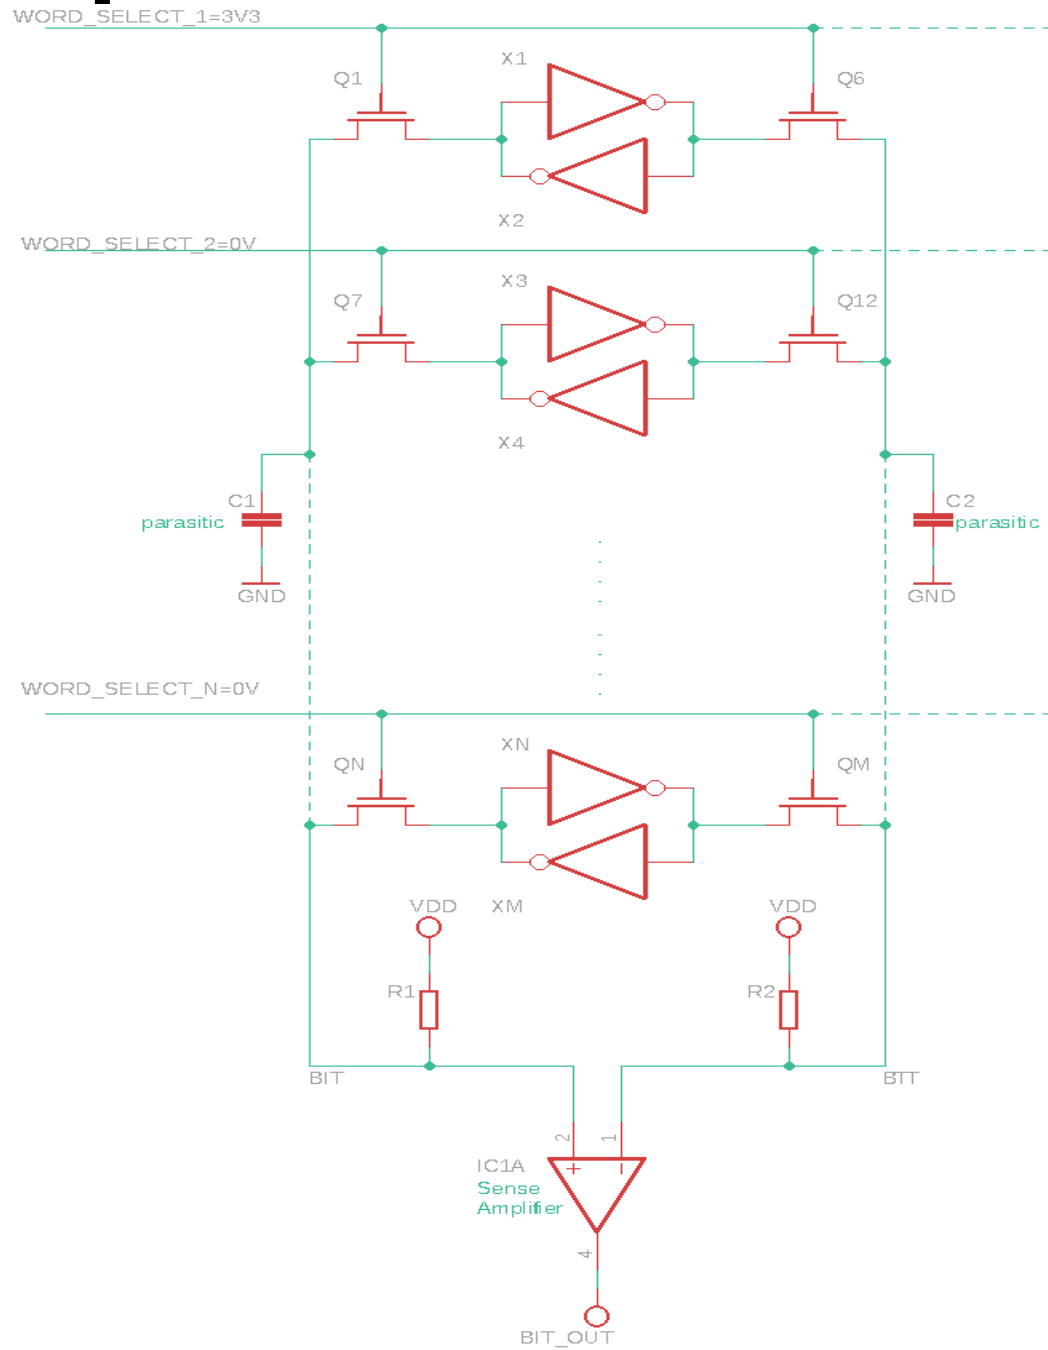 WORD_SELECT_1=3V3
X1
Q1
Q6
X2
WORD_SELECT_2=0V
X3
Q7
Q12
X4
C1
C2
parasitic
parasitic
GND
GND
WORD_SELECT_N=0V
XN
QN
QM
VDD
XM
VDD
R1
R2
BIT
BIT
2
1
IC1A
+
Sense
Amplifier
4
BIT_OUT